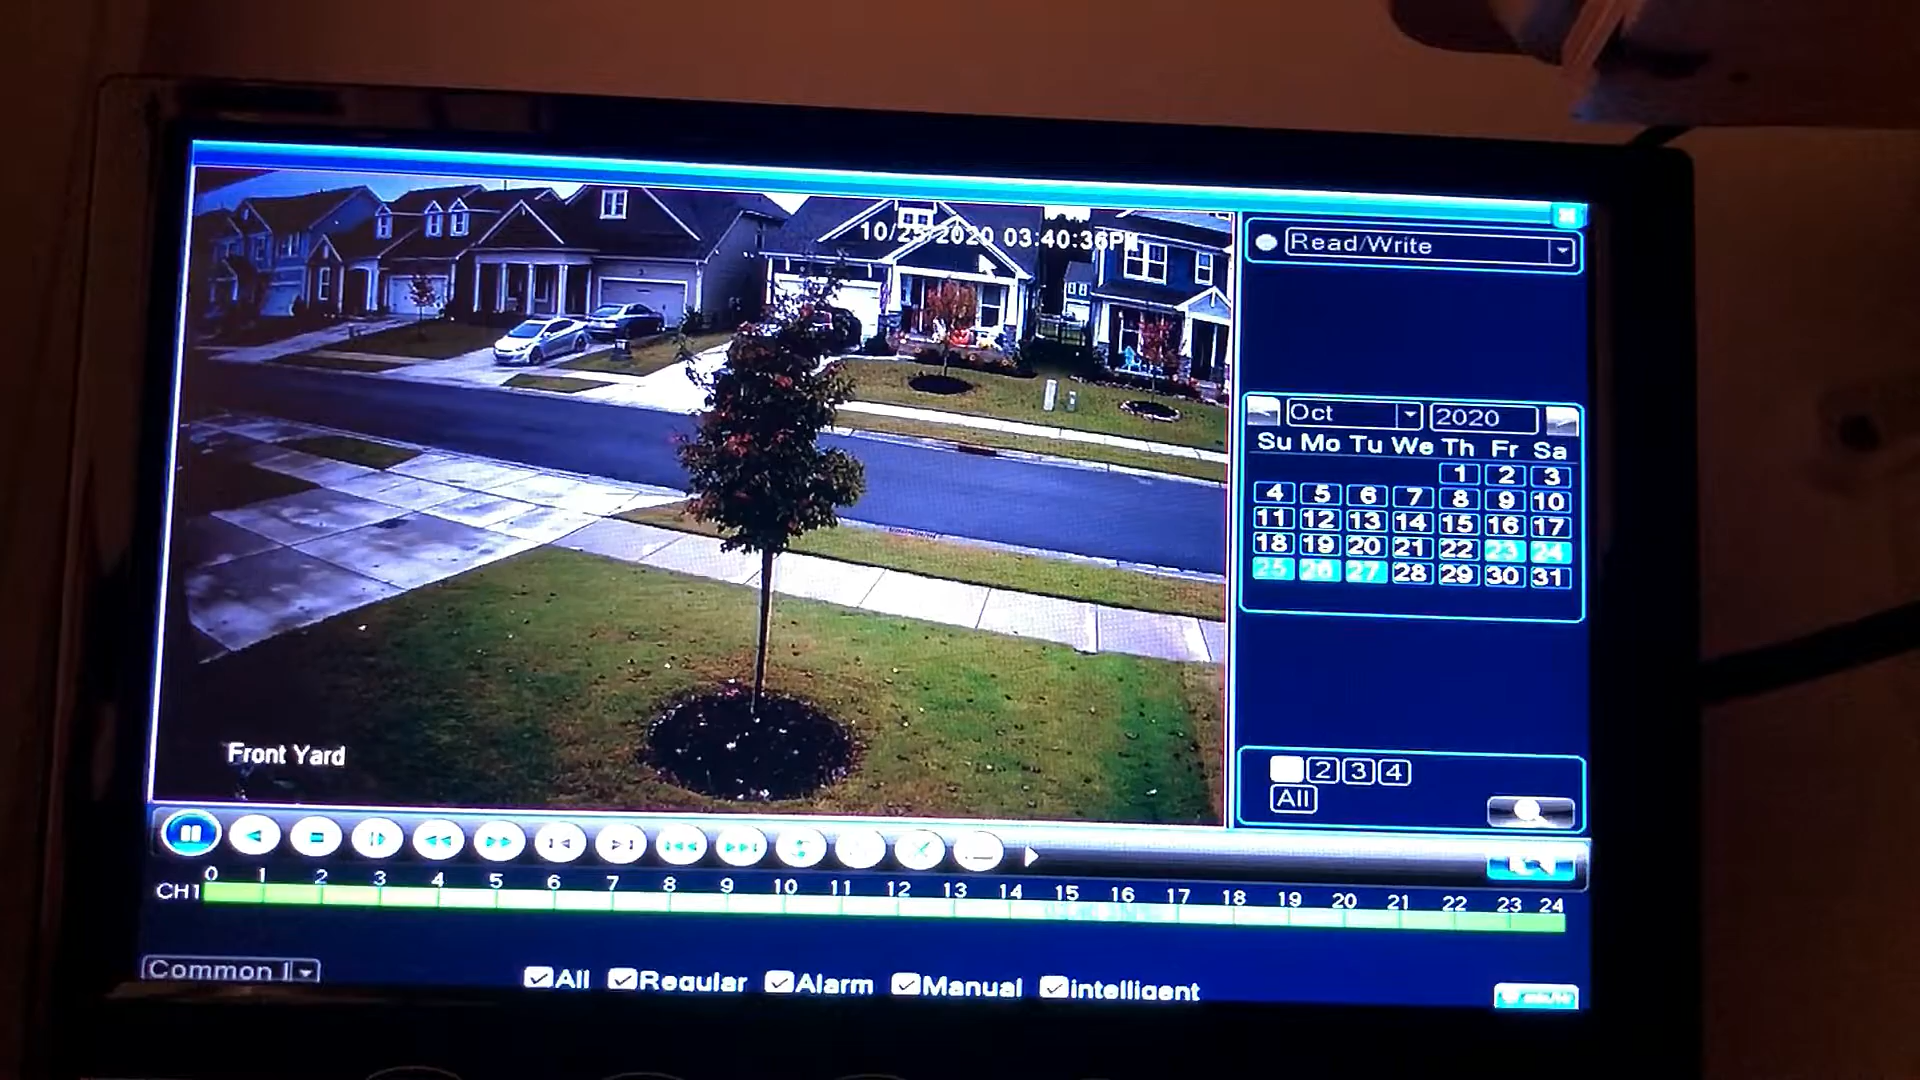 10/25/2020 03:40:36PM
Read/Write
Oct 2020
Su Mo Tu We Th Fr Sa
1 2 3
4 5 6 7 8 9 10
11 12 13 14 15 16 17
18 19 20 21 22 23 24
25 26 27 28 29 30 31
Front Yard
2 3 4
All
0 1 2 3 4 5 6 7 8 9 10 11 12 13 14 15 16 17 18 19 20 21 22 23 24
CH1
Common
All Regular Alarm Manual intelligent